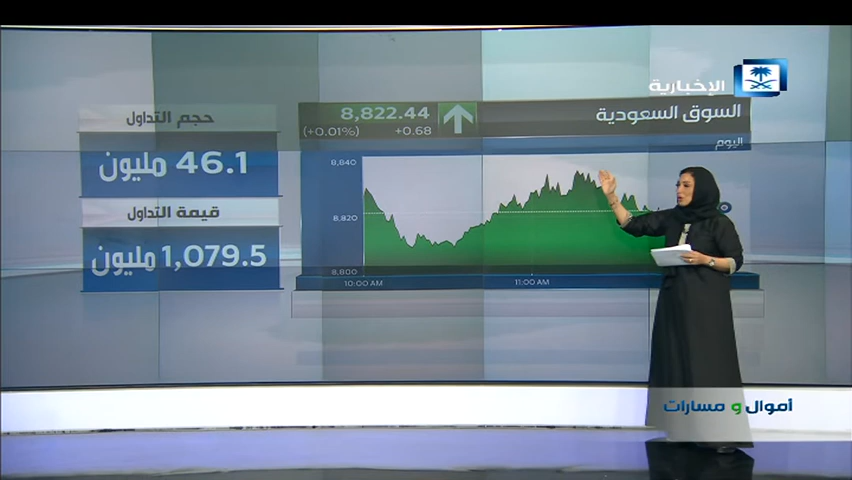 الإخبارية
السوق السعودية
8,822.44
(+0.01%) +0.68
اليوم
8,840
8,820
8,800
10:00 AM 11:00 AM
حجم التداول
46.1 مليون
قيمة التداول
1,079.5 مليون
أموال و مسارات